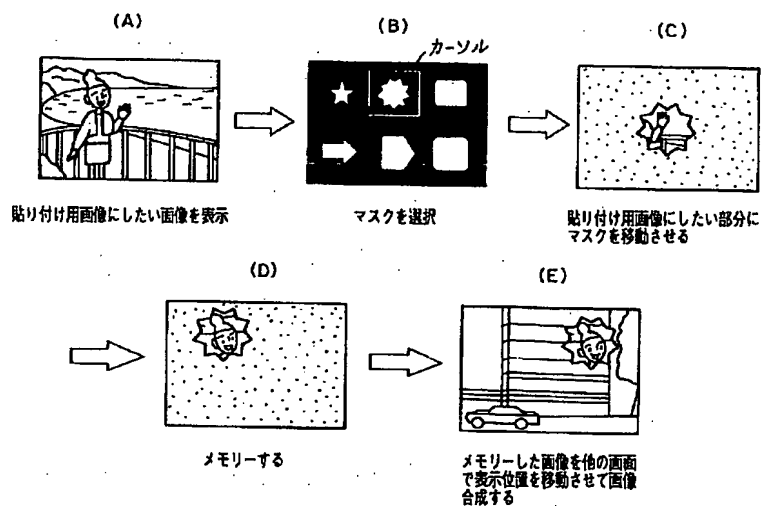 (A)
(B)
カーソル
(C)
貼り付け用画像にしたい画像を表示
マスクを選択
貼り付け用画像にしたい部分に
マスクを移動させる
(D)
(E)
メモリーする
メモリーした画像を他の画面
で表示位置を移動させて画像
合成する